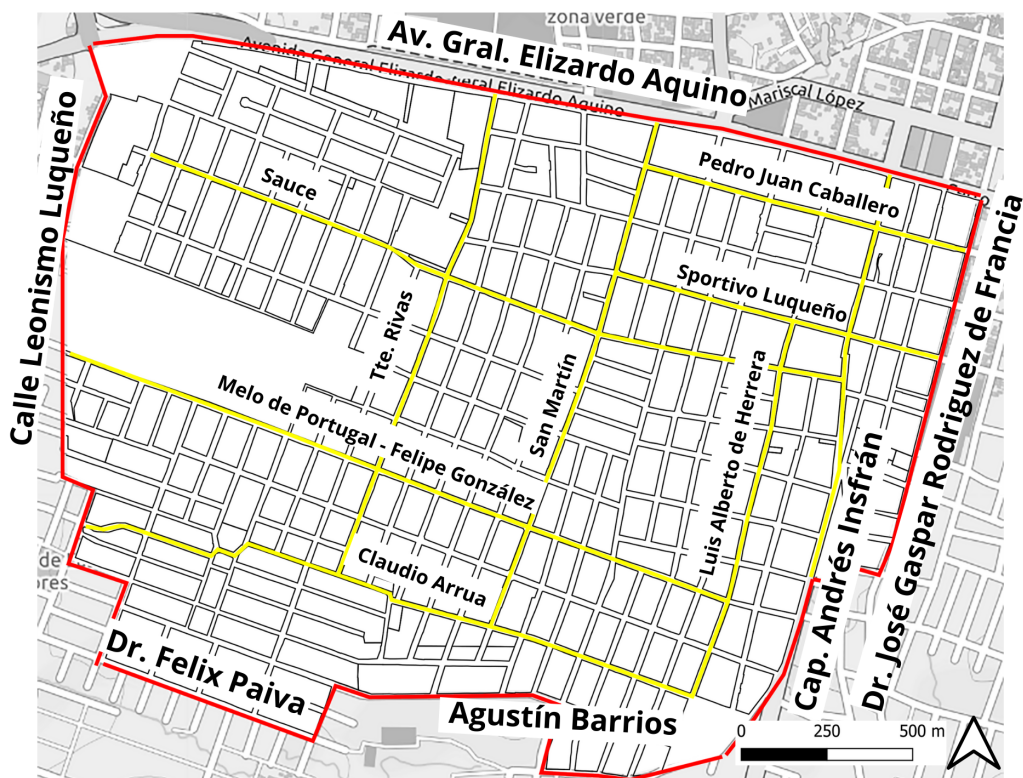 zona verde
Av. Gral. Elizardo Aquino
Avenida General Elizardo
eral Elizardo Aquino
Mariscal López
Pedro Juan Caballero
Sauce
Calle Leonismo Luqueño
Sportivo Luqueño
Tte. Rivas
San Martín
Luis Alberto de Herrera
Melo de Portugal - Felipe González
Cap. Andrés Insfrán
Dr. José Gaspar Rodriguez de Francia
Claudio Arrua
Dr. Felix Paiva
Agustín Barrios
0 250 500 m